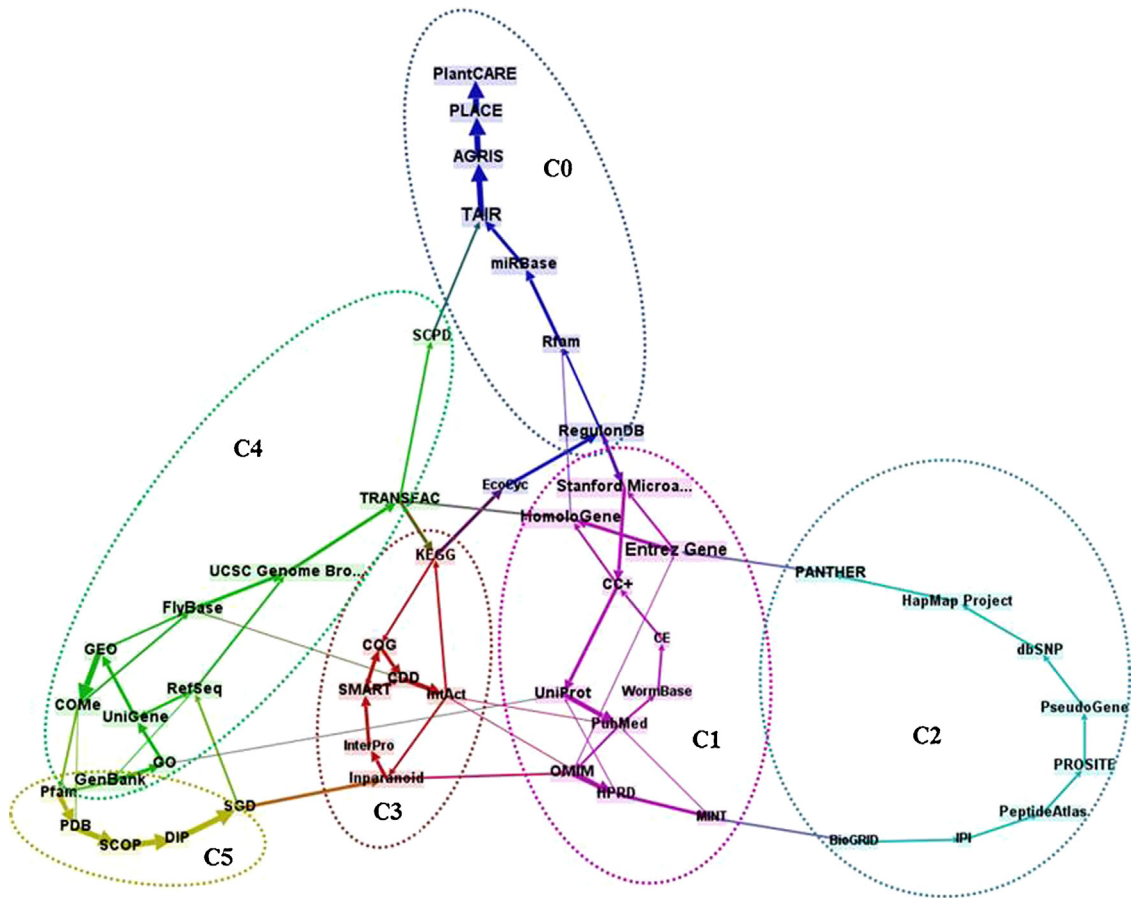 PlantCARE
PLACE
AGRIS
C0
TAIR
miRBase
SCPD
Rfam
RegulonDB
C4
EcoCyc
Stanford Microa...
TRANSFAC
HomoloGene
KEGG
Entrez Gene
UCSC Genome Bro...
PANTHER
CC+
FlyBase
HapMap Project
GEO
COG
CE
dbSNP
CDD
RefSeq
SMART
IntAct
UniProt
WormBase
COMe
UniGene
PubMed
PseudoGene
C1
C2
InterPro
GO
PROSITE
GenBank
Inparanoid
OMIM
Pfam
HPRD
SGD
C3
PeptideAtlas.
MINT
PDB
DIP
SCOP
BioGRID
IPI
C5